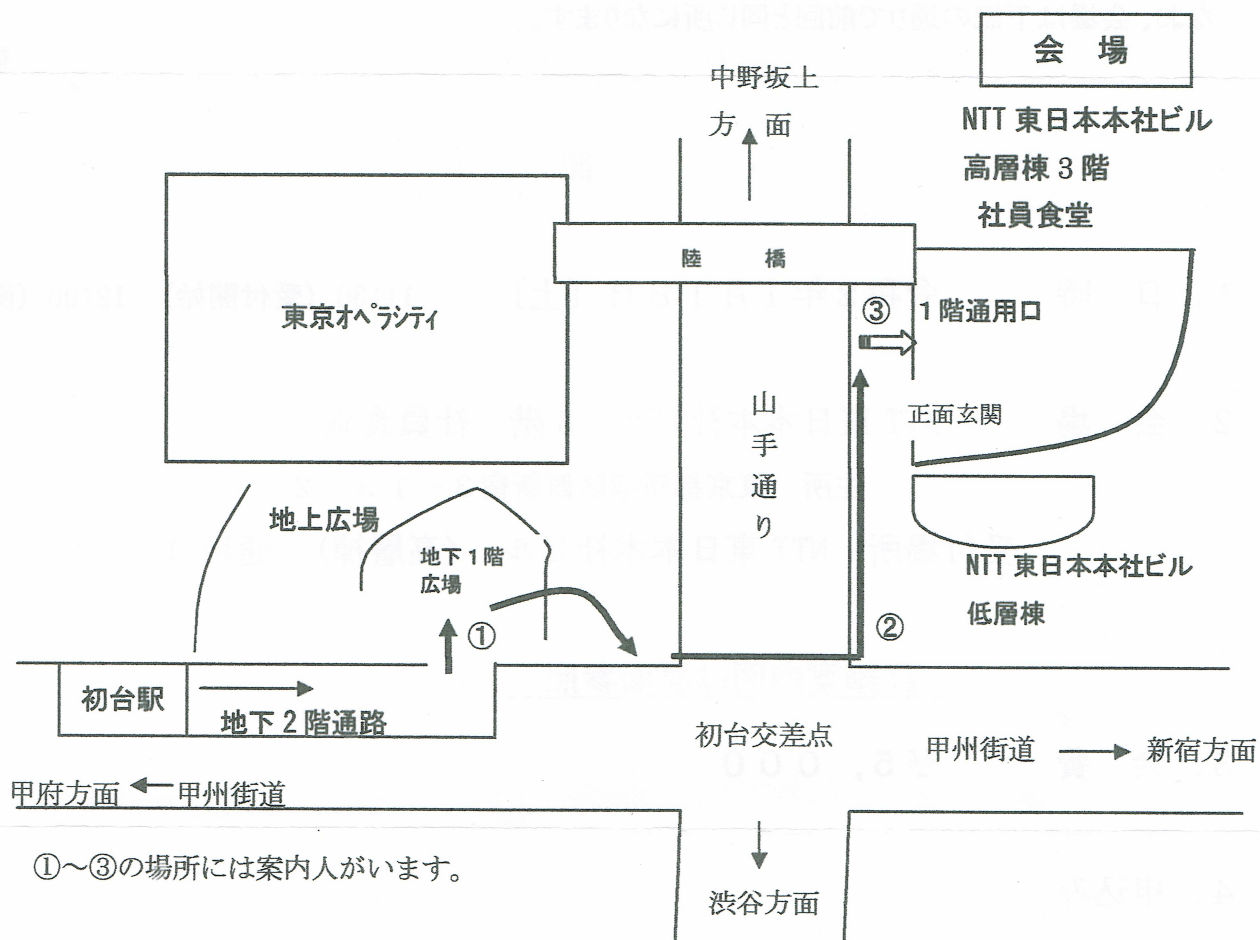 会　場
中野坂上
方　面
NTT 東日本本社ビル
高層棟３階
社員食堂
陸　橋
東京オペラシティ
③
１階通用口
山手通り
正面玄関
地上広場
地下１階
広場
NTT 東日本本社ビル
低層棟
①
②
初台駅
地下２階通路
初台交差点
甲州街道
新宿方面
甲府方面
甲州街道
①～③の場所には案内人がいます。
渋谷方面